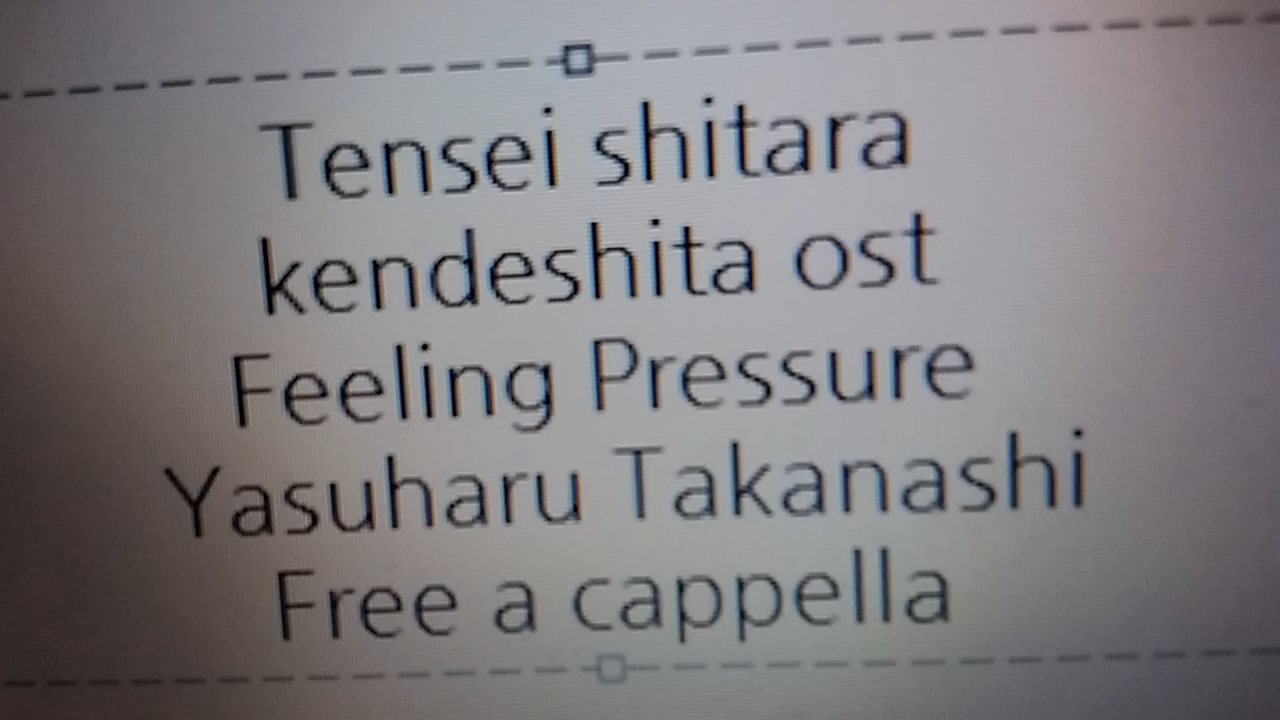 Tensei shitara
kendeshita ost
Feeling Pressure
Yasuharu Takanashi
Free a cappella